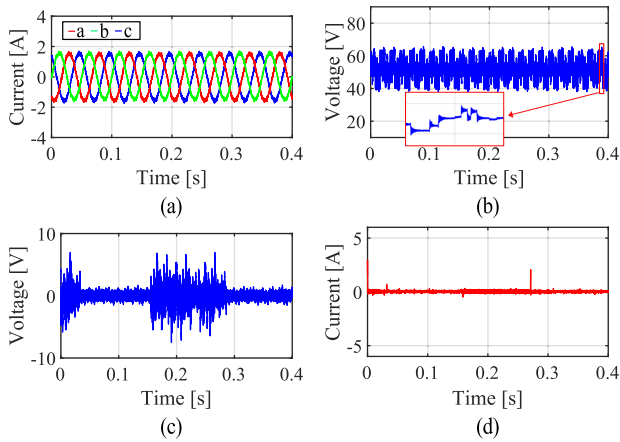 4
2
0
-2
-4
Current [A]
a b c
0 0.1 0.2 0.3 0.4
Time [s]
(a)
80
60
40
20
Voltage [V]
0 0.1 0.2 0.3 0.4
Time [s]
(b)
10
0
-10
Voltage [V]
0 0.1 0.2 0.3 0.4
Time [s]
(c)
5
0
-5
Current [A]
0 0.1 0.2 0.3 0.4
Time [s]
(d)